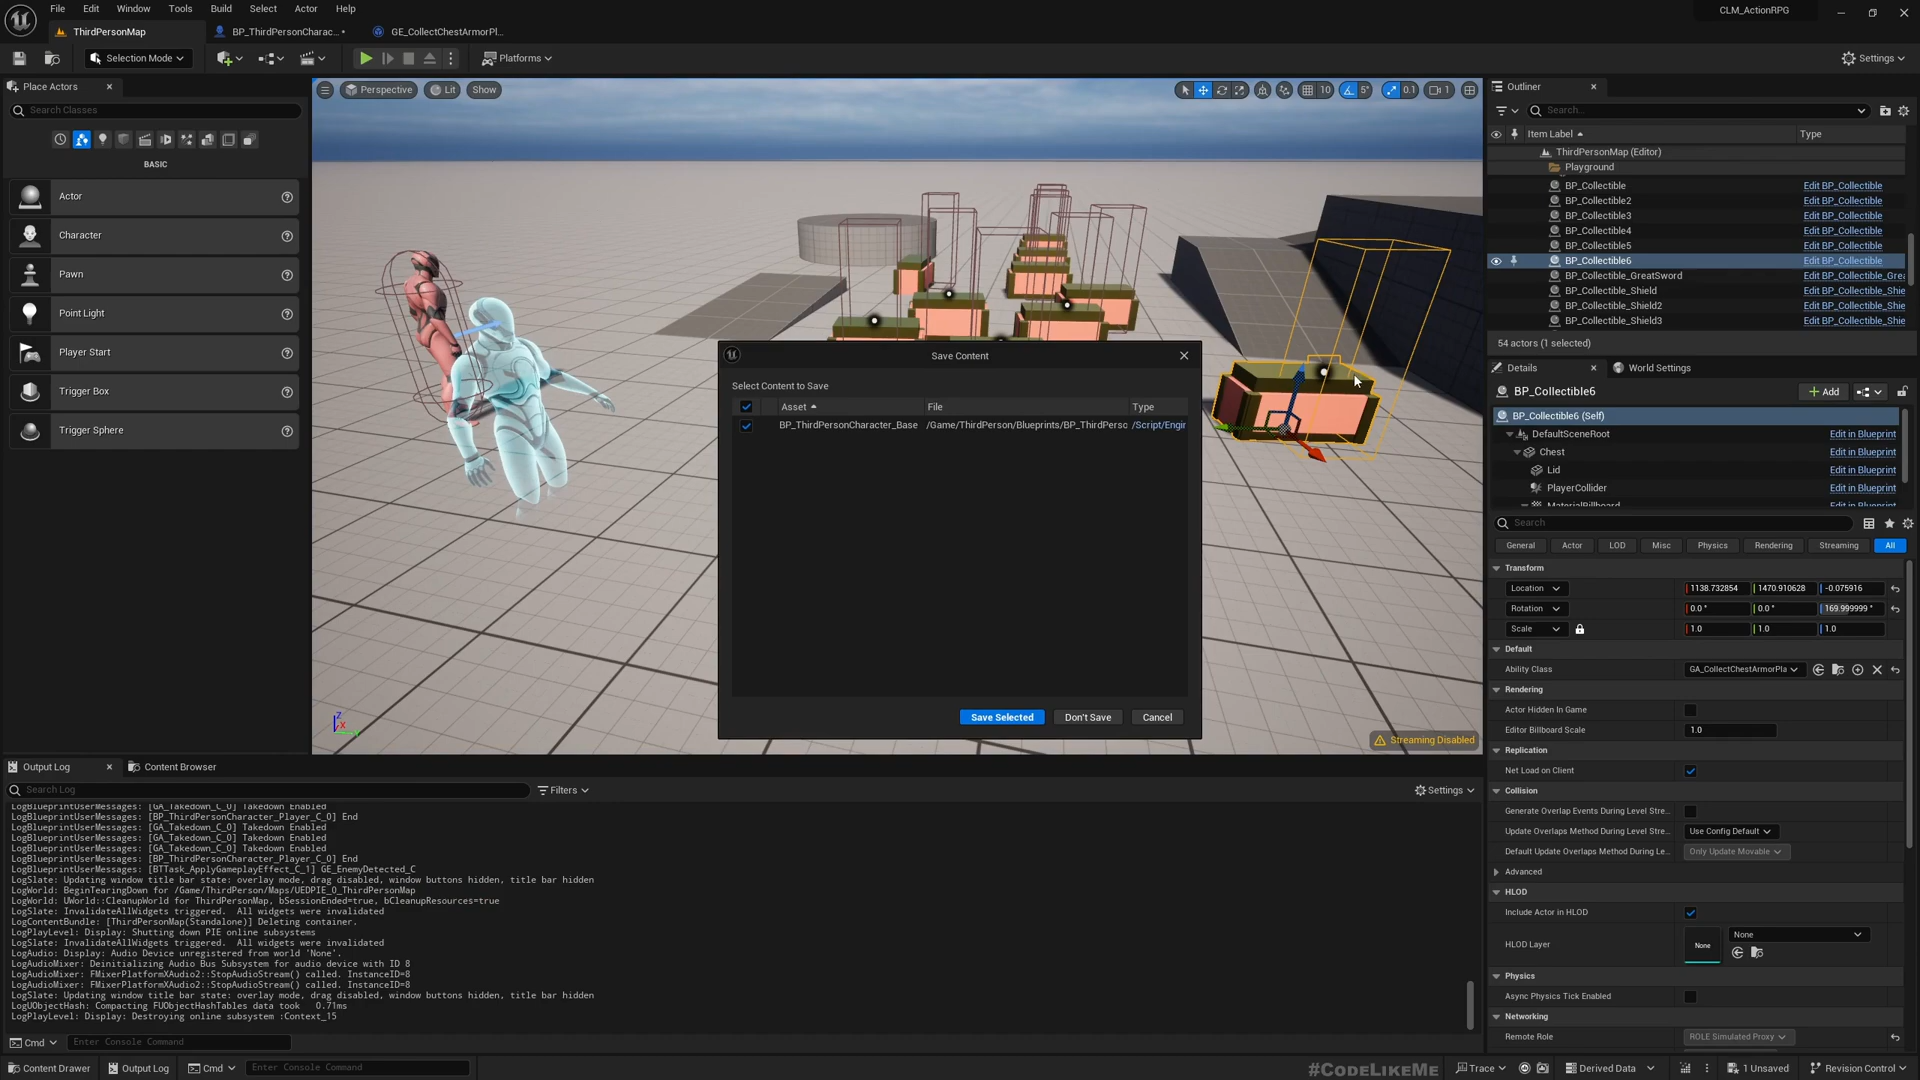 File Edit Window Tools Build Select Actor Help
CLM_ActionRPG
ThirdPersonMap
BP_ThirdPersonCharac... •
GE_CollectChestArmorPl...
Selection Mode
Platforms
Settings
Place Actors
Search Classes
BASIC
Actor
Character
Pawn
Point Light
Player Start
Trigger Box
Trigger Sphere
Perspective
Lit
Show
10
5°
0.1
1
Streaming Disabled
Save Content
Select Content to Save
Asset File Type
BP_ThirdPersonCharacter_Base /Game/ThirdPerson/Blueprints/BP_ThirdPerso /Script/Engir
Save Selected Don't Save Cancel
Outliner
Search...
Item Label Type
ThirdPersonMap (Editor)
Playground
BP_Collectible Edit BP_Collectible
BP_Collectible2 Edit BP_Collectible
BP_Collectible3 Edit BP_Collectible
BP_Collectible4 Edit BP_Collectible
BP_Collectible5 Edit BP_Collectible
BP_Collectible6 Edit BP_Collectible
BP_Collectible_GreatSword Edit BP_Collectible_Grea
BP_Collectible_Shield Edit BP_Collectible_Shie
BP_Collectible_Shield2 Edit BP_Collectible_Shie
BP_Collectible_Shield3 Edit BP_Collectible_Shie
54 actors (1 selected)
Details
World Settings
BP_Collectible6
Add
BP_Collectible6 (Self)
DefaultSceneRoot Edit in Blueprint
Chest Edit in Blueprint
Lid Edit in Blueprint
PlayerCollider Edit in Blueprint
MaterialBillboard Edit in Blueprint
Search
General Actor LOD Misc Physics Rendering Streaming All
Transform
Location 1138.732854 1470.910628 -0.075916
Rotation 0.0 ° 0.0 ° 169.999999 °
Scale 1.0 1.0 1.0
Default
Ability Class GA_CollectChestArmorPla
Rendering
Actor Hidden In Game
Editor Billboard Scale 1.0
Replication
Net Load on Client
Collision
Generate Overlap Events During Level Stre...
Update Overlaps Method During Level Stre... Use Config Default
Default Update Overlaps Method During Le... Only Update Movable
Advanced
HLOD
Include Actor in HLOD
HLOD Layer None None
Physics
Async Physics Tick Enabled
Networking
Remote Role ROLE Simulated Proxy
Output Log
Content Browser
Search Log
Filters
Settings
LogBlueprintUserMessages: [GA_Takedown_C_0] Takedown Enabled
LogBlueprintUserMessages: [BP_ThirdPersonCharacter_Player_C_0] End
LogBlueprintUserMessages: [GA_Takedown_C_0] Takedown Enabled
LogBlueprintUserMessages: [GA_Takedown_C_0] Takedown Enabled
LogBlueprintUserMessages: [GA_Takedown_C_0] Takedown Enabled
LogBlueprintUserMessages: [BP_ThirdPersonCharacter_Player_C_0] End
LogBlueprintUserMessages: [BTTask_ApplyGameplayEffect_C_1] GE_EnemyDetected_C
LogSlate: Updating window title bar state: overlay mode, drag disabled, window buttons hidden, title bar hidden
LogWorld: BeginTearingDown for /Game/ThirdPerson/Maps/UEDPIE_0_ThirdPersonMap
LogWorld: UWorld::CleanupWorld for ThirdPersonMap, bSessionEnded=true, bCleanupResources=true
LogSlate: InvalidateAllWidgets triggered. All widgets were invalidated
LogContentBundle: [ThirdPersonMap(Standalone)] Deleting container.
LogPlayLevel: Display: Shutting down PIE online subsystems
LogSlate: InvalidateAllWidgets triggered. All widgets were invalidated
LogAudio: Display: Audio Device unregistered from world 'None'.
LogAudioMixer: Deinitializing Audio Bus Subsystem for audio device with ID 8
LogAudioMixer: FMixerPlatformXAudio2::StopAudioStream() called. InstanceID=8
LogAudioMixer: FMixerPlatformXAudio2::StopAudioStream() called. InstanceID=8
LogSlate: Updating window title bar state: overlay mode, drag disabled, window buttons hidden, title bar hidden
LogUObjectHash: Compacting FUObjectHashTables data took 0.71ms
LogPlayLevel: Display: Destroying online subsystem :Context_15
Cmd Enter Console Command
Content Drawer Output Log Cmd Enter Console Command
#CODELIKEME
Trace Derived Data 1 Unsaved Revision Control